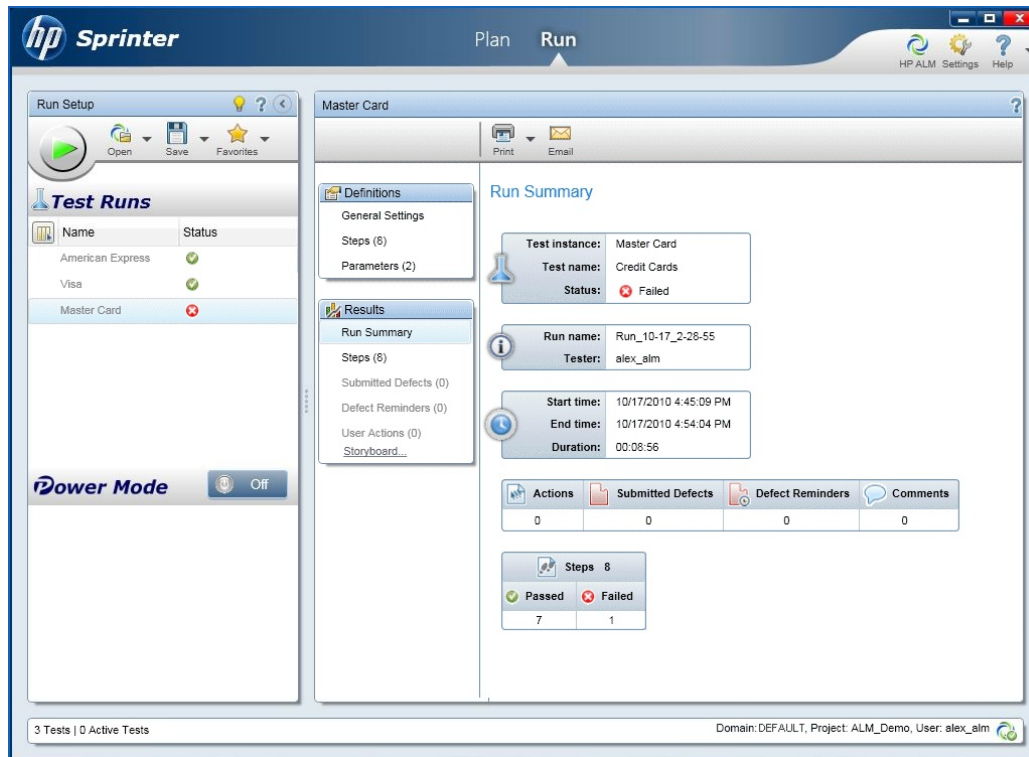 hp Sprinter
Plan Run
HP ALM Settings Help
Run Setup
Open Save Favorites
Test Runs
Name Status
American Express
Visa
Master Card
Power Mode Off
Master Card
Print Email
Definitions
General Settings
Steps (8)
Parameters (2)
Results
Run Summary
Steps (8)
Submitted Defects (0)
Defect Reminders (0)
User Actions (0)
Storyboard...
Run Summary
Test instance: Master Card
Test name: Credit Cards
Status: Failed
Run name: Run_10-17_2-28-55
Tester: alex_alm
Start time: 10/17/2010 4:45:09 PM
End time: 10/17/2010 4:54:04 PM
Duration: 00:08:56
Actions Submitted Defects Defect Reminders Comments
0 0 0 0
Steps 8
Passed Failed
7 1
3 Tests | 0 Active Tests
Domain: DEFAULT, Project: ALM_Demo, User: alex_alm